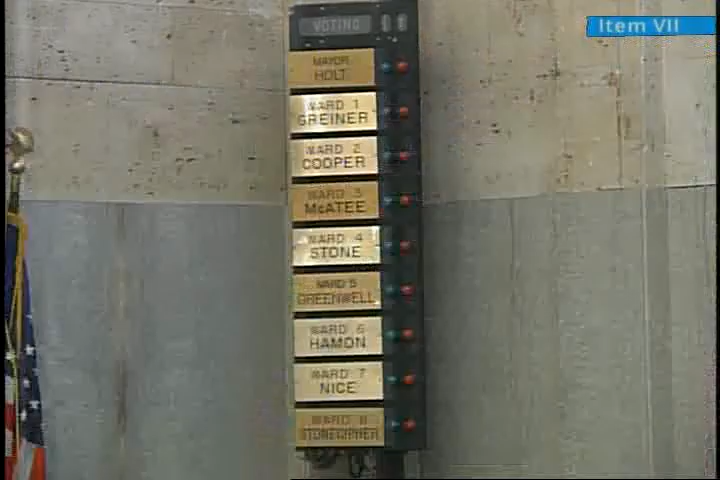 Item VII
VOTING
MAYOR
HOLT
WARD 1
GREINER
WARD 2
COOPER
WARD 3
McATEE
WARD 4
STONE
WARD 5
GREENWELL
WARD 6
HAMON
WARD 7
NICE
WARD 8
STONECIPHER